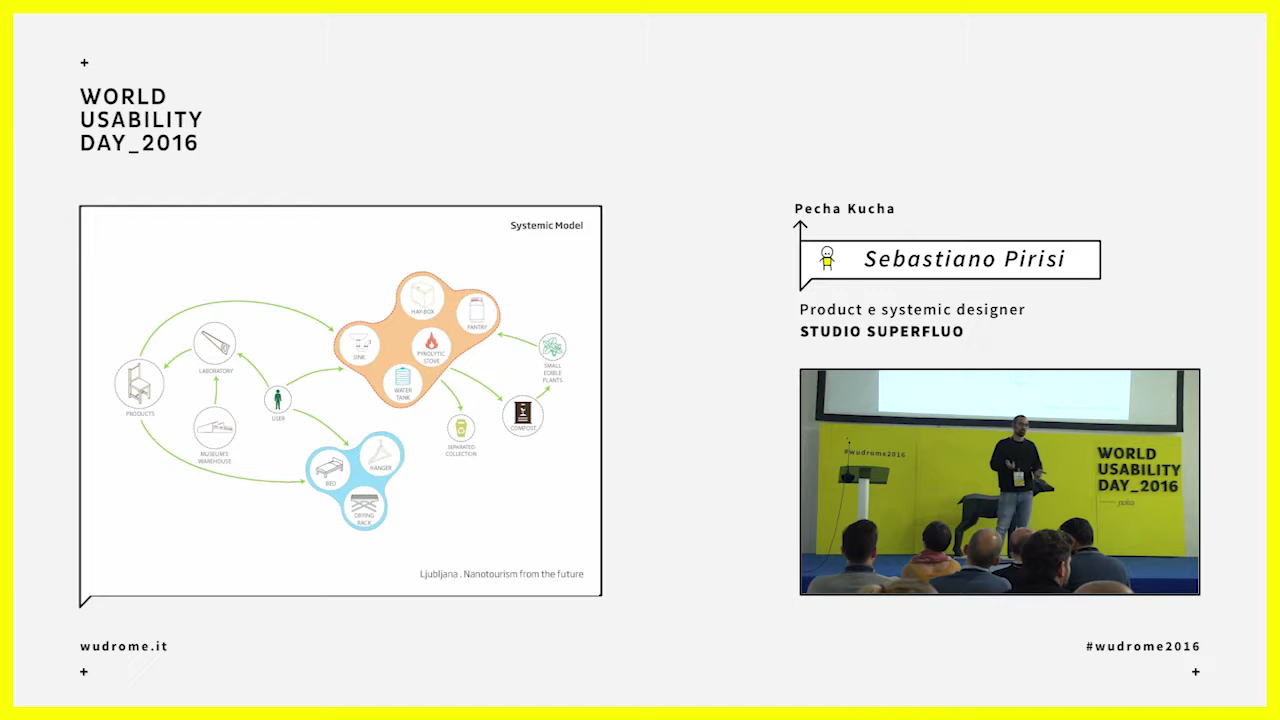 WORLD
USABILITY
DAY_2016
Systemic Model
HAY-BOX
PANTRY
SINK
PYROLYTIC
STOVE
WATER
TANK
SMALL
EDIBLE
PLANTS
LABORATORY
PRODUCTS
USER
COMPOST
MUSEUM'S
WAREHOUSE
SEPARATED
COLLECTION
BED
HANGER
DRYING
RACK
Ljubljana . Nanotourism from the future
Pecha Kucha
Sebastiano Pirisi
Product e systemic designer
STUDIO SUPERFLUO
#wudrome2016
WORLD
USABILITY
DAY_2016
wudrome.it
#wudrome2016